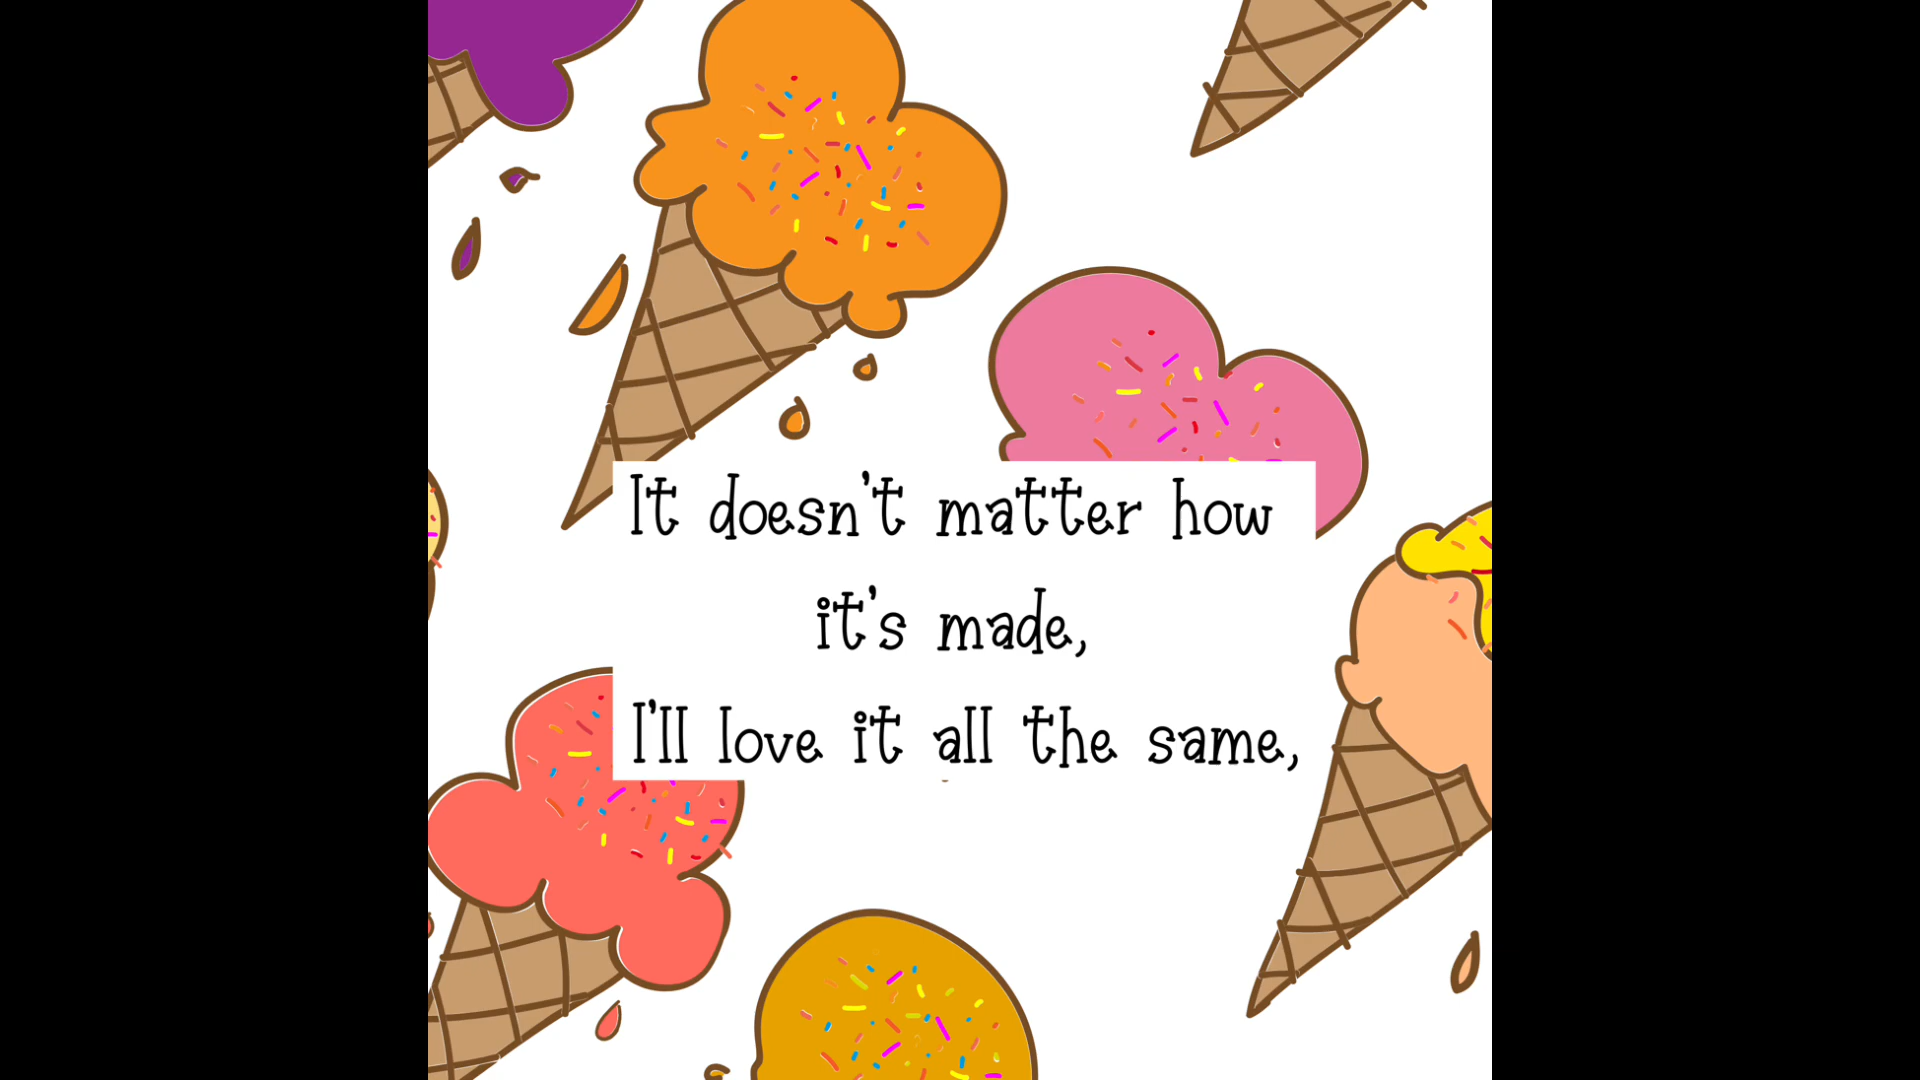 It doesn't matter how
it's made,
I'll love it all the same,